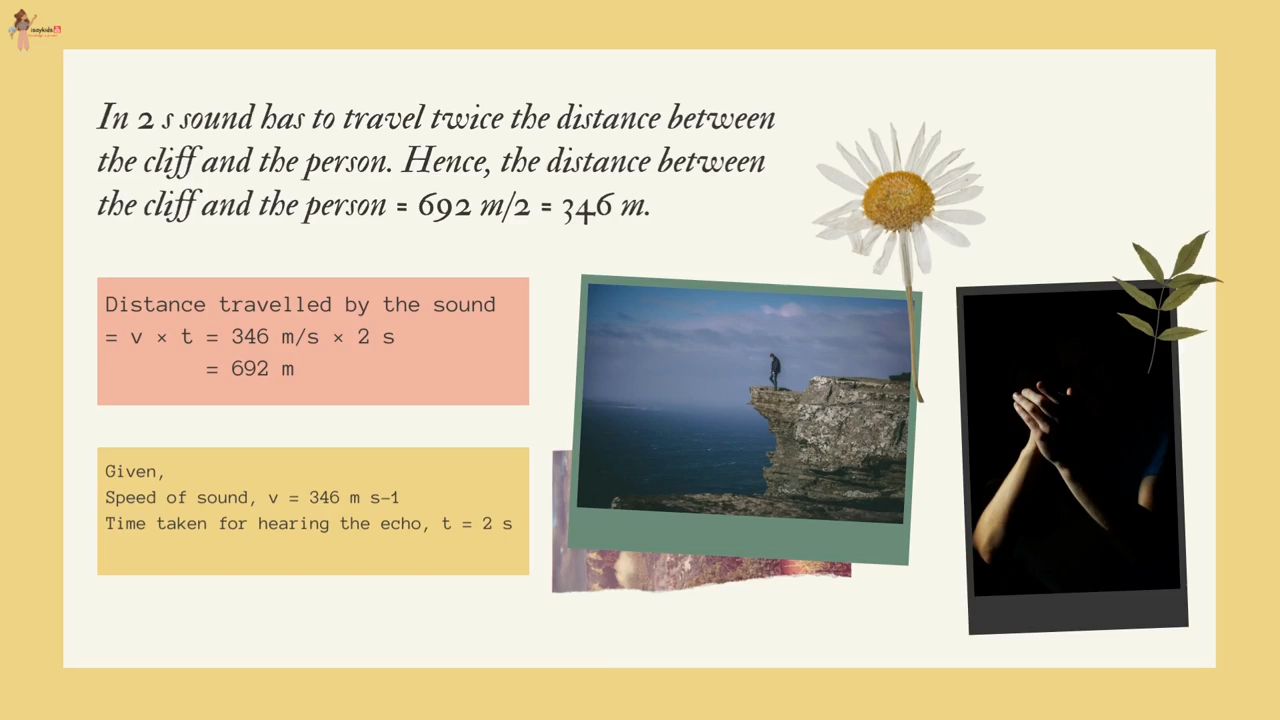 isaykids
In 2 s sound has to travel twice the distance between
the cliff and the person. Hence, the distance between
the cliff and the person = 692 m/2 = 346 m.
Distance travelled by the sound
= v × t = 346 m/s × 2 s
= 692 m
Given,
Speed of sound, v = 346 m s-1
Time taken for hearing the echo, t = 2 s